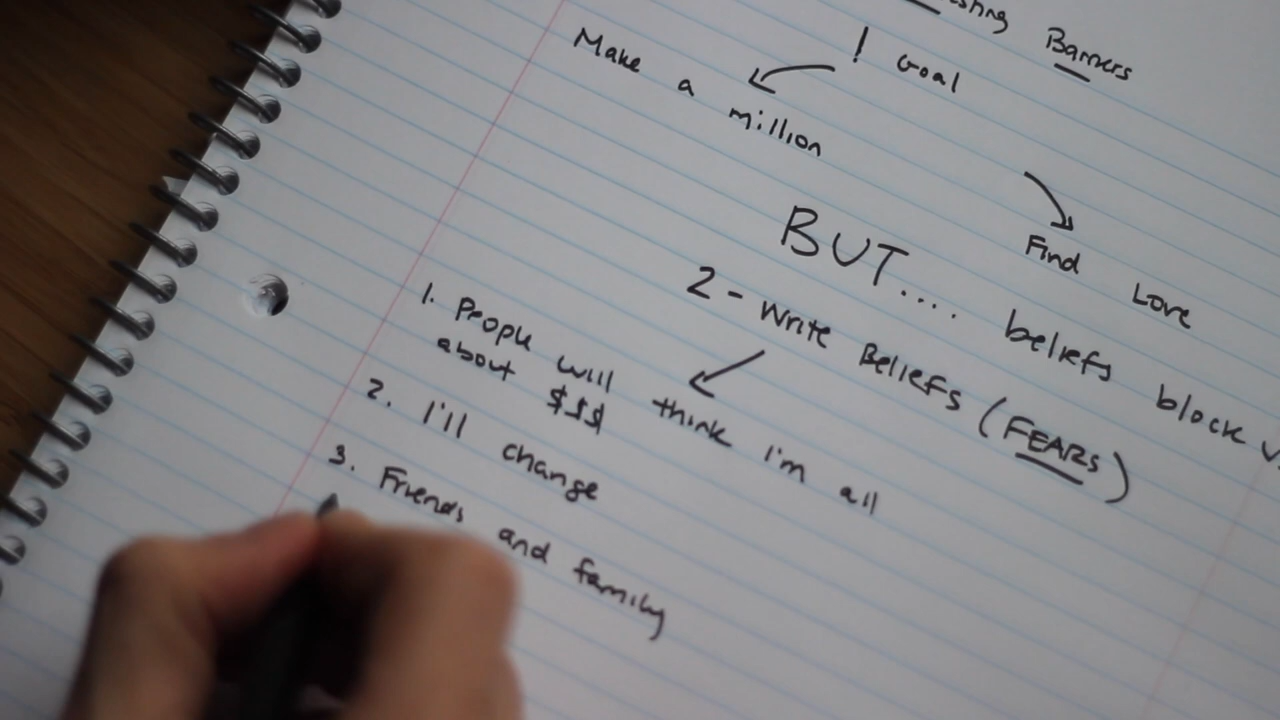 Barriers
! Goal
Make a million
Find Love
BUT... beliefs block
2 - Write Beliefs (FEARS)
1. People will think I'm all
about $$$
2. I'll change
3. Friends and family